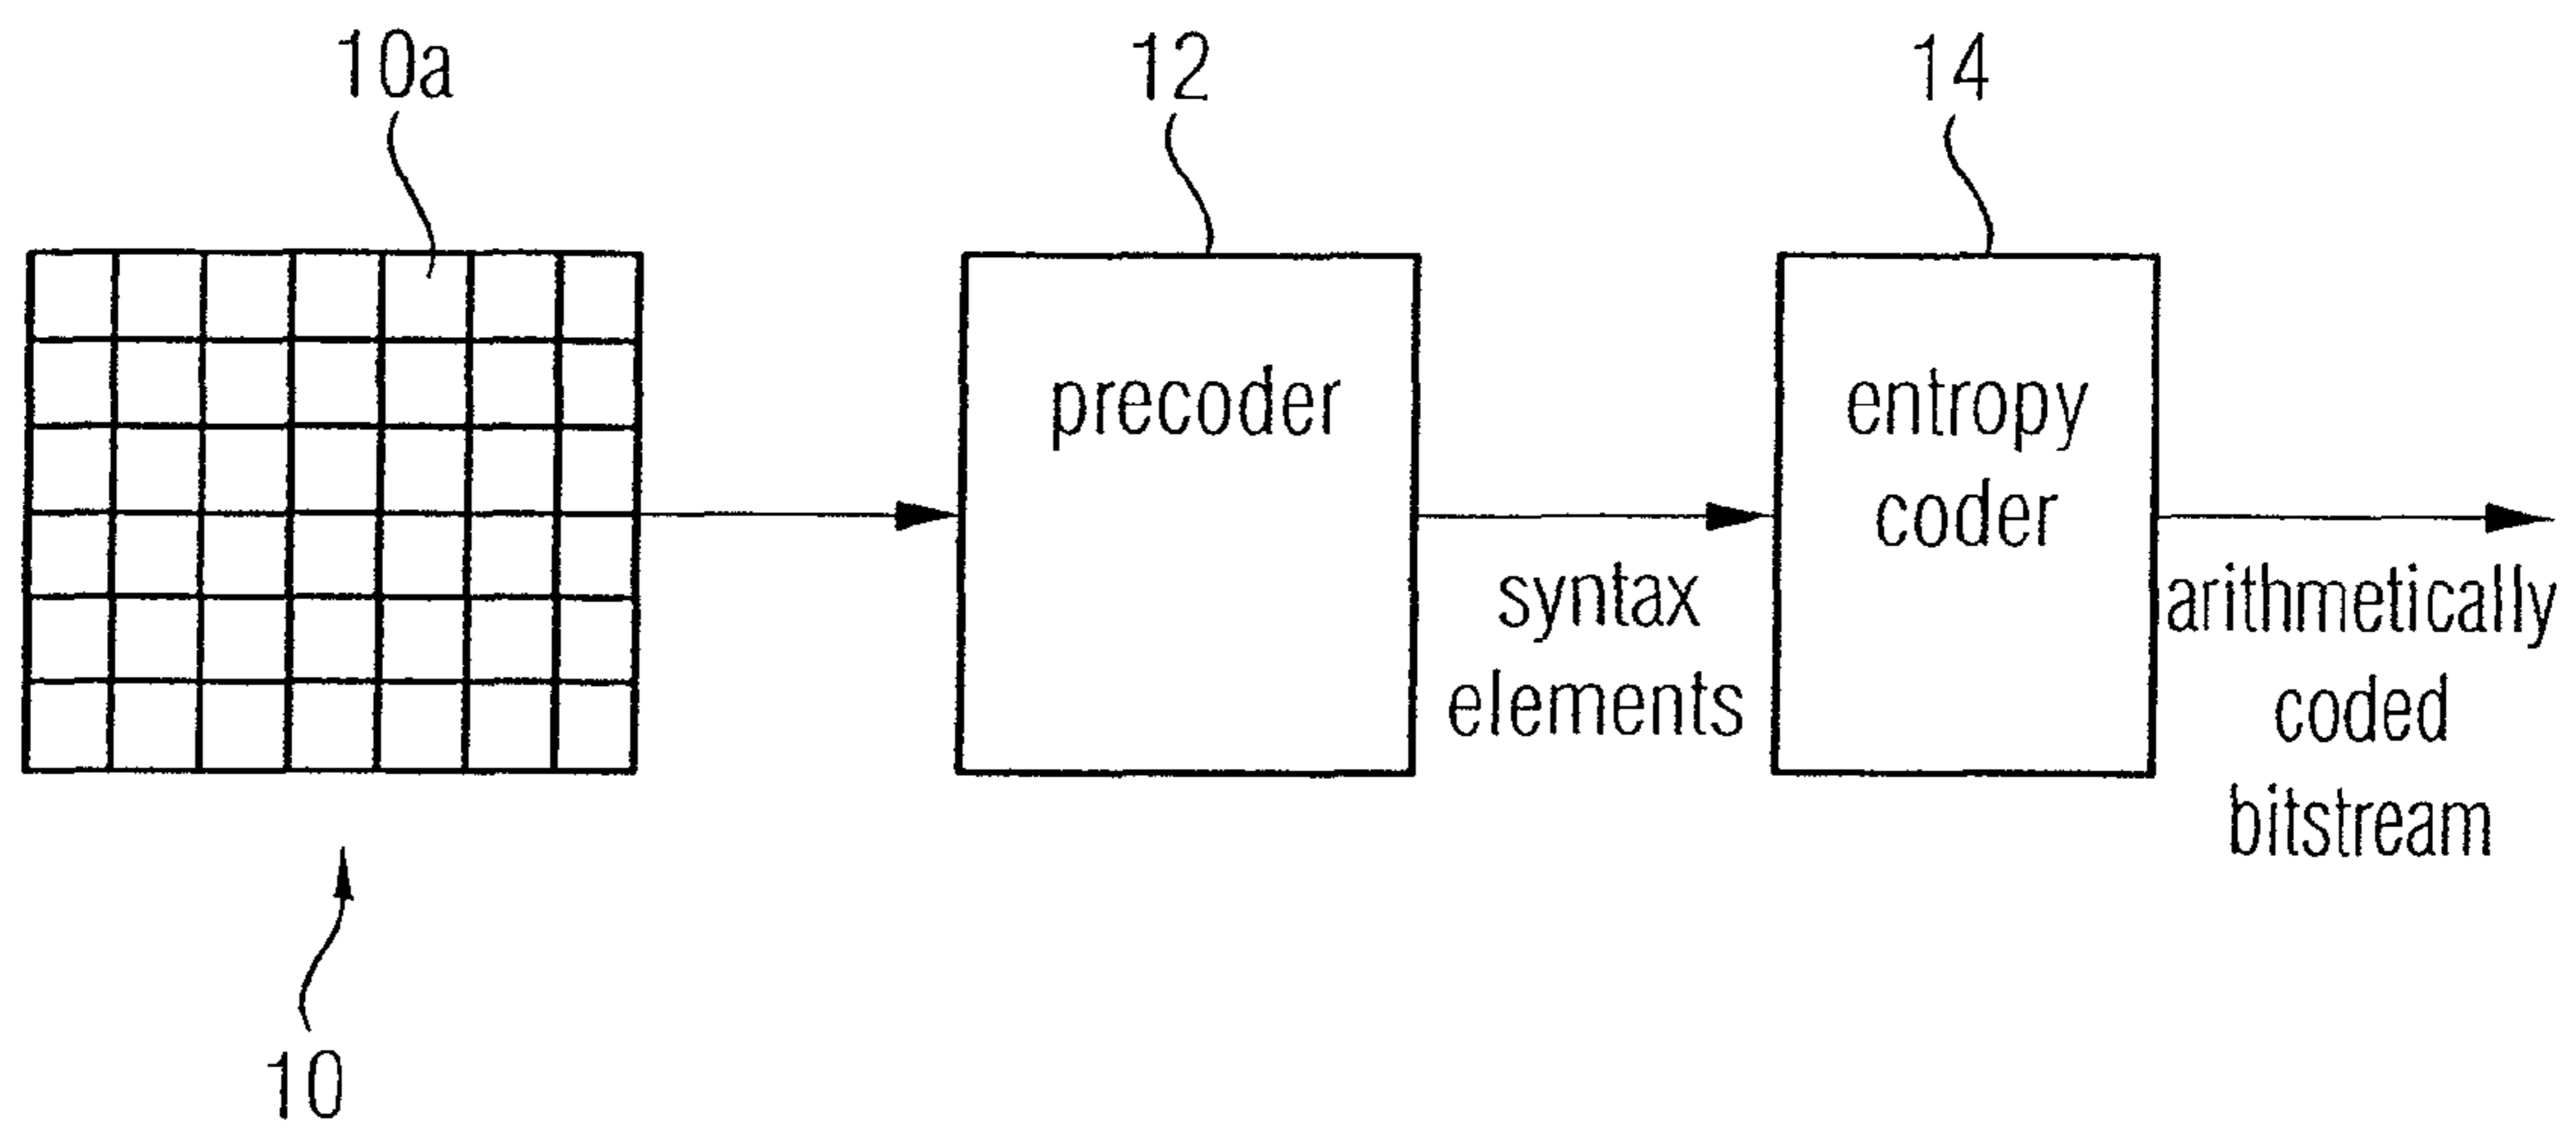 10a
12
14
precoder
entropy
coder
syntax
elements
arithmetically
coded
bitstream
10